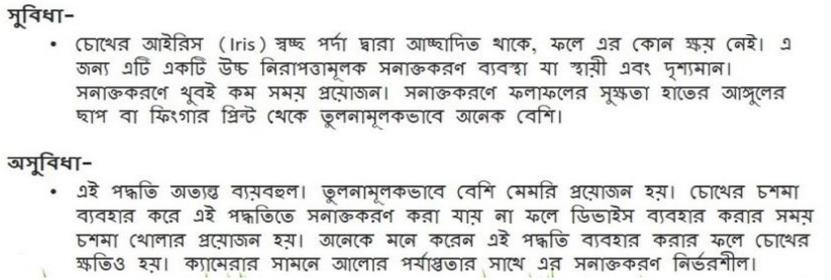 সুবিধা-
• চোখের আইরিস (Iris) স্বচ্ছ পর্দা দ্বারা আচ্ছাদিত থাকে, ফলে এর কোন ক্ষয় নেই। এ
জন্য এটি একটি উচ্চ নিরাপত্তামূলক সনাক্তকরণ ব্যবস্থা যা স্থায়ী এবং দৃশ্যমান।
সনাক্তকরণে খুবই কম সময় প্রয়োজন। সনাক্তকরণে ফলাফলের সুক্ষতা হাতের আঙ্গুলের
ছাপ বা ফিংগার প্রিন্ট থেকে তুলনামূলকভাবে অনেক বেশি।
অসুবিধা-
• এই পদ্ধতি অত্যন্ত ব্যয়বহুল। তুলনামূলকভাবে বেশি মেমরি প্রয়োজন হয়। চোখের চশমা
ব্যবহার করে এই পদ্ধতিতে সনাক্তকরণ করা যায় না ফলে ডিভাইস ব্যবহার করার সময়
চশমা খোলার প্রয়োজন হয়। অনেকে মনে করেন এই পদ্ধতি ব্যবহার করার ফলে চোখের
ক্ষতিও হয়। ক্যামেরার সামনে আলোর পর্যাপ্ততার সাথে এর সনাক্তকরণ নির্ভরশীল।